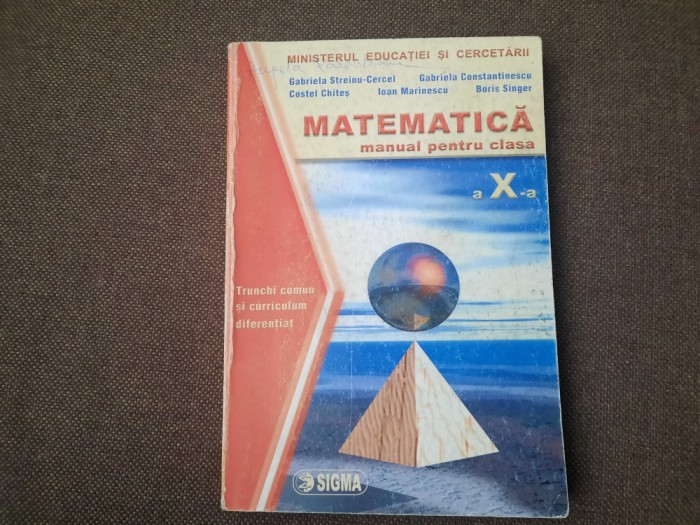 MINISTERUL EDUCAȚIEI ȘI CERCETĂRII
Gabriela Streinu-Cercel Gabriela Constantinescu
Costel Chiteș Ioan Marinescu Boris Singer
MATEMATICĂ
manual pentru clasa
a X-a
Trunchi comun
și curriculum
diferențiat
SIGMA